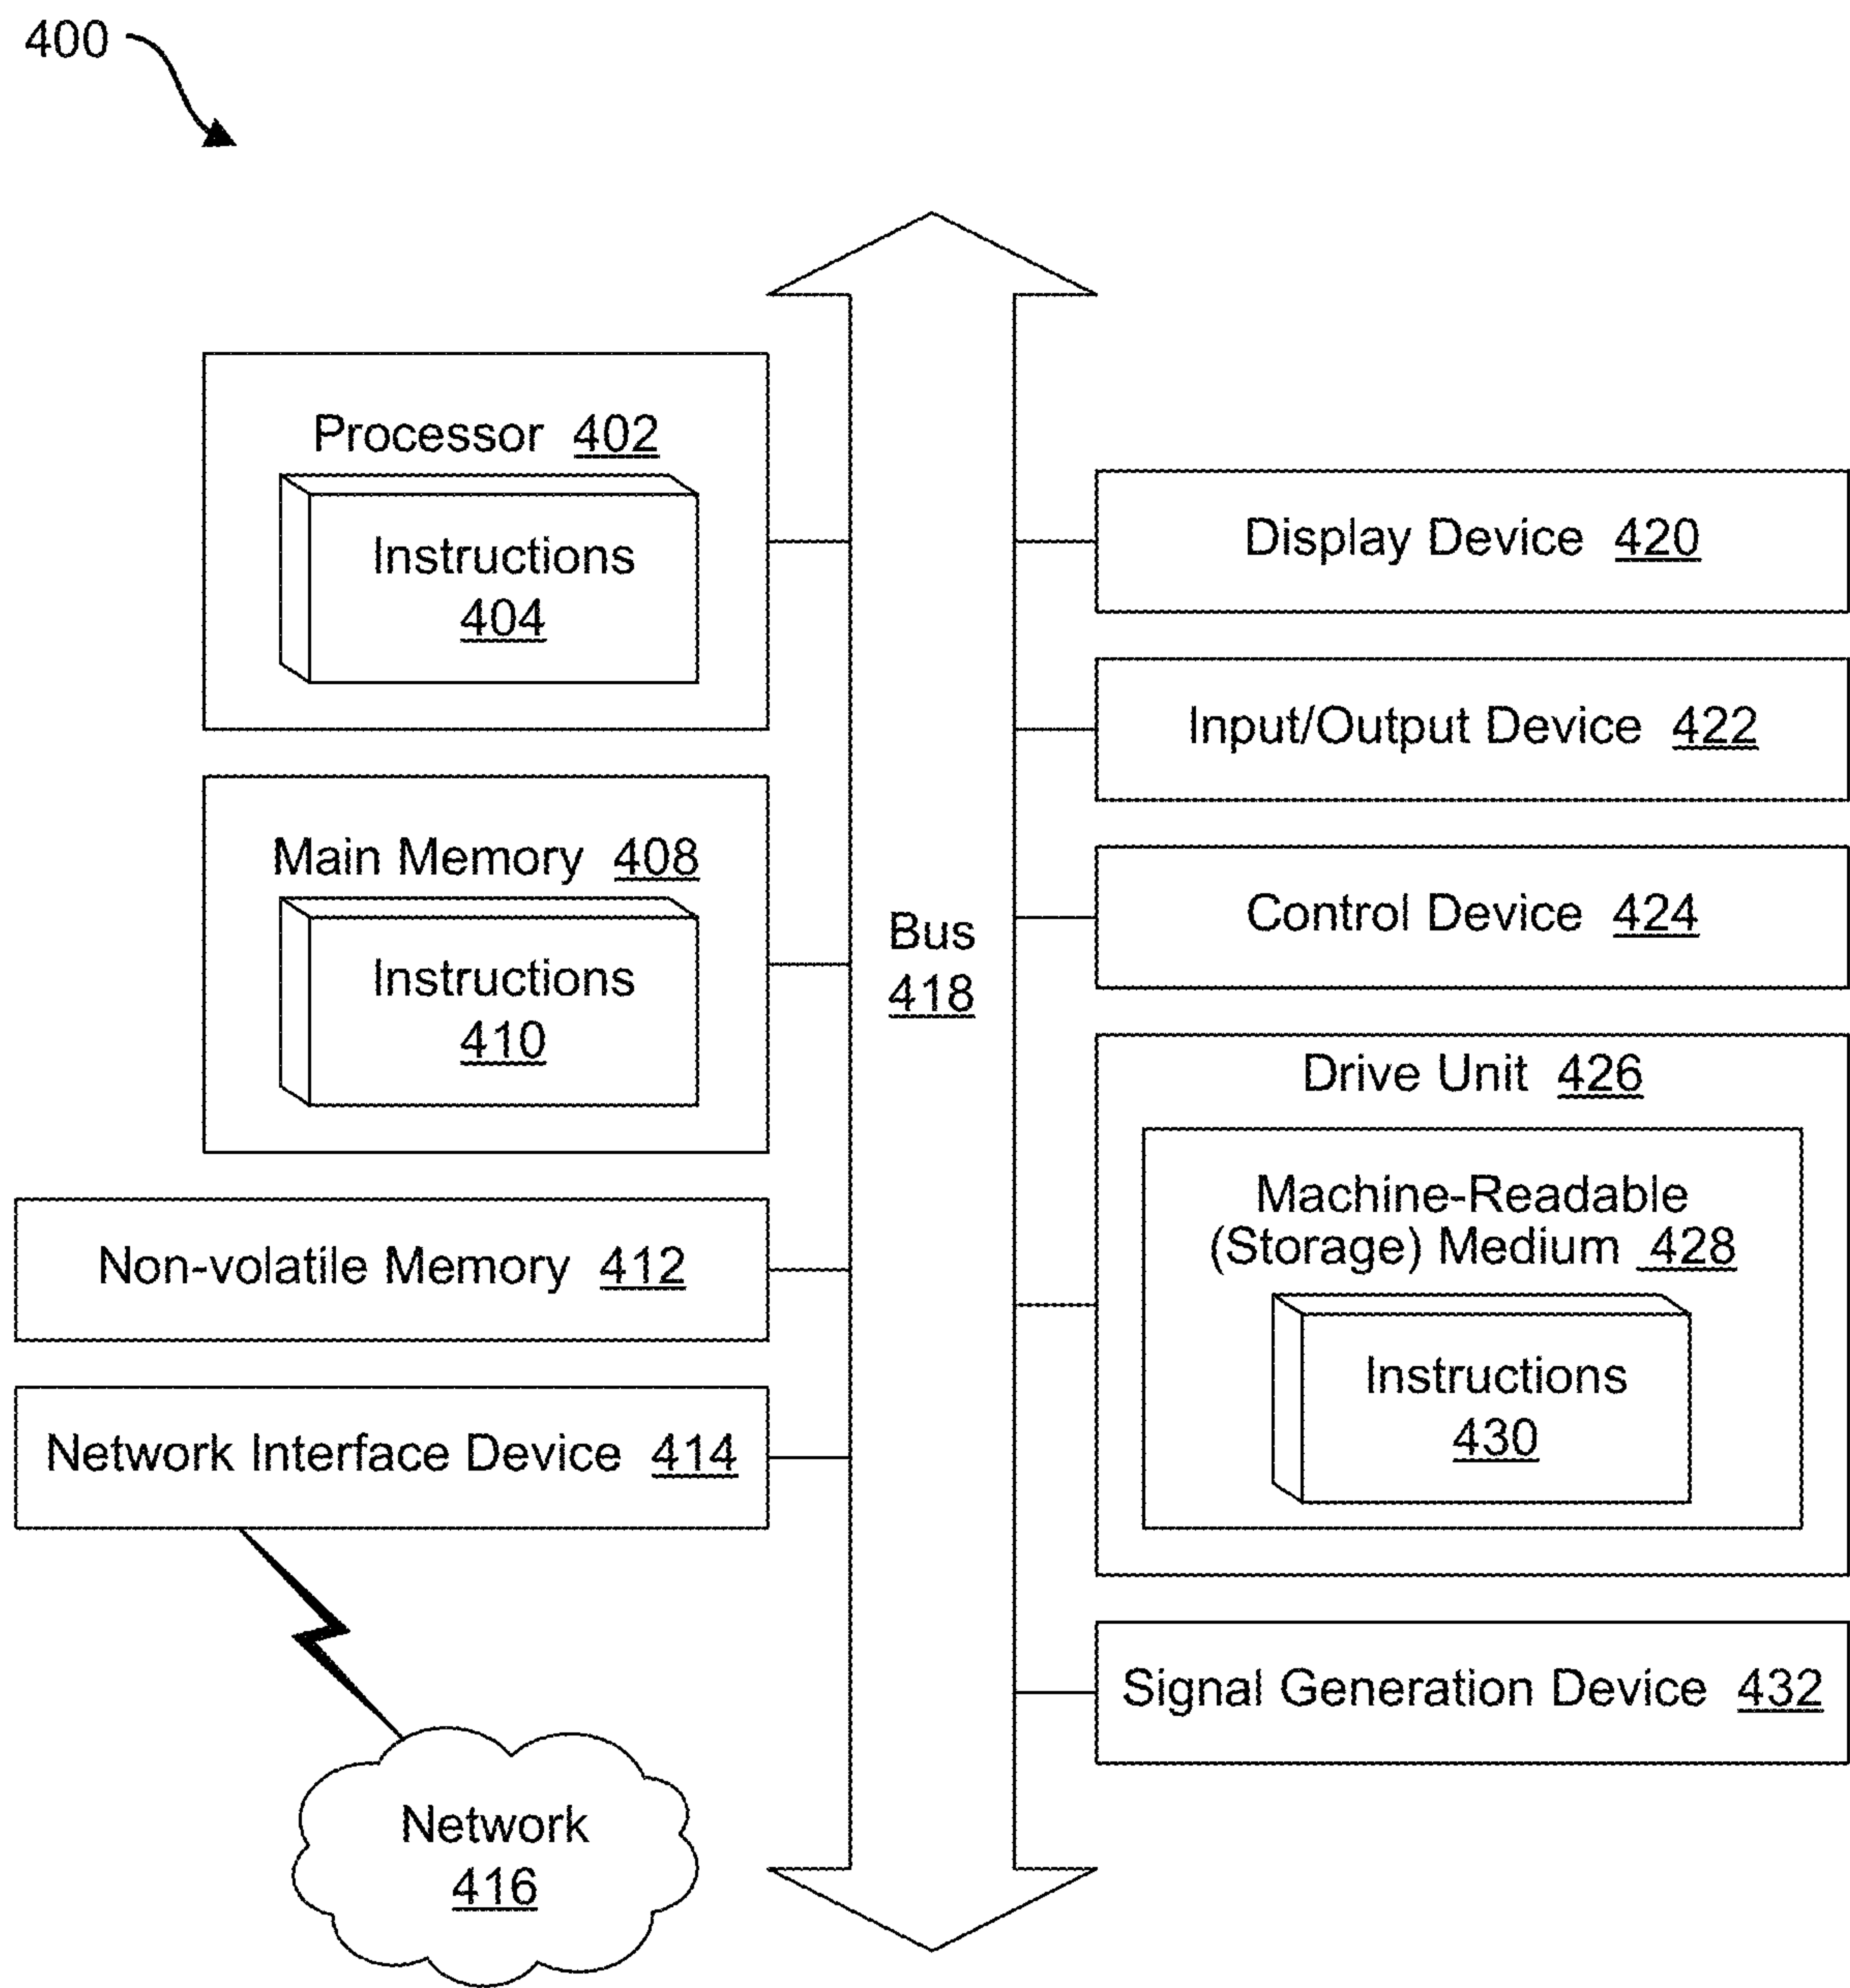 400
Processor 402
Instructions
404
Main Memory 408
Instructions
410
Non-volatile Memory 412
Network Interface Device 414
Network
416
Bus
418
Display Device 420
Input/Output Device 422
Control Device 424
Drive Unit 426
Machine-Readable
(Storage) Medium 428
Instructions
430
Signal Generation Device 432